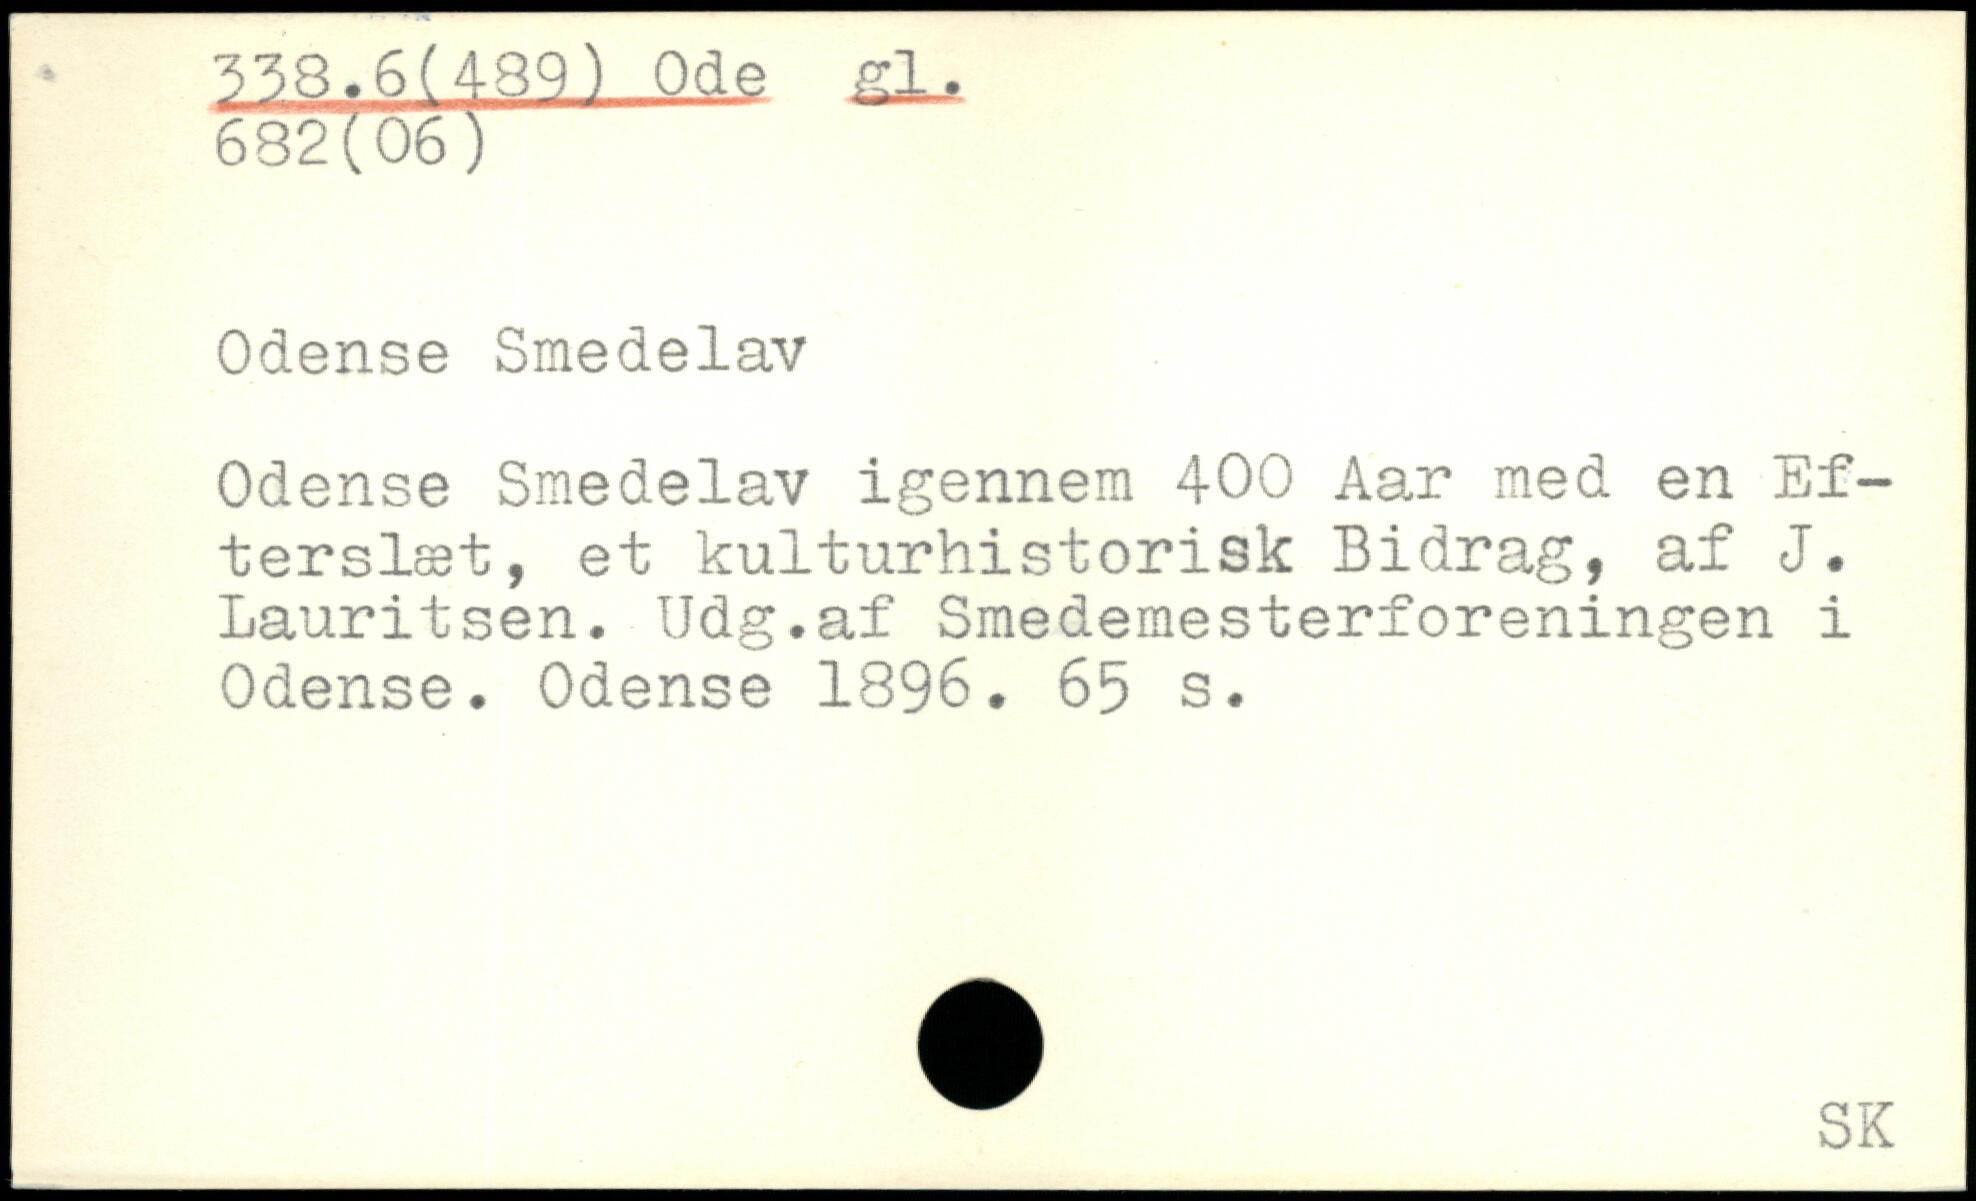 338.6(489) Ode gl.
682(06)
Odense Smedelav
Odense Smedelav igennem 400 Aar med en Ef-
terslæt, et kulturhistorisk Bidrag, af J.
Lauritsen. Udg.af Smedemesterforeningen i
Odense. Odense 1896. 65 s.
SK